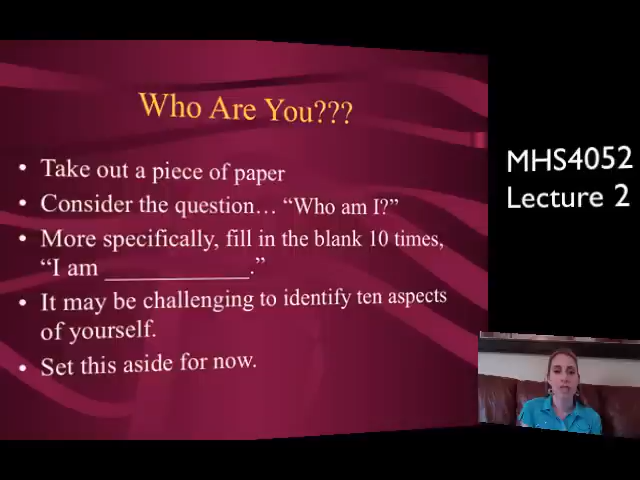 Who Are You???
• Take out a piece of paper
• Consider the question… “Who am I?”
• More specifically, fill in the blank 10 times,
“I am ____________.”
• It may be challenging to identify ten aspects
of yourself.
• Set this aside for now.
MHS4052
Lecture 2